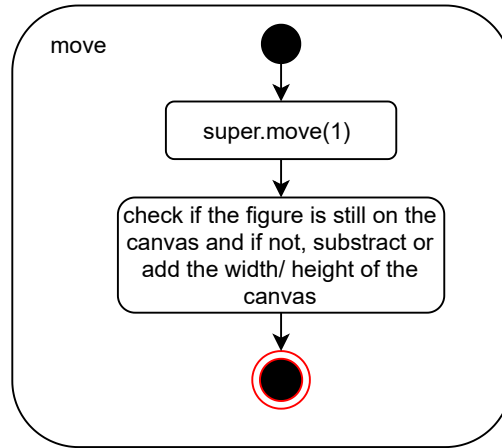 move
super.move(1)
check if the figure is still on the
canvas and if not, substract or
add the width/ height of the
canvas